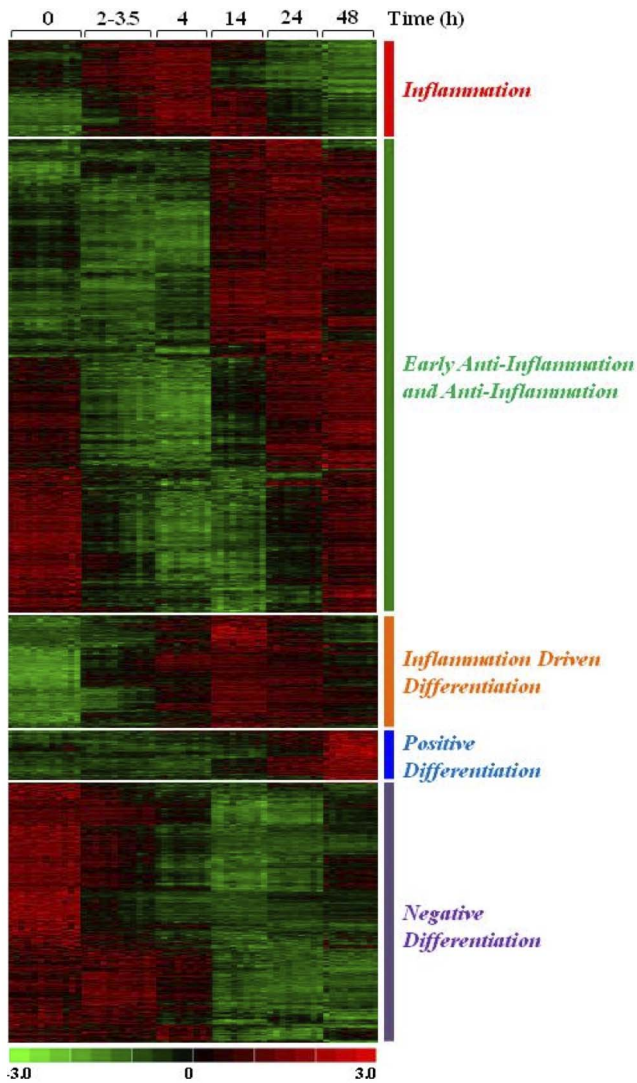 0 2-3.5 4 14 24 48 Time (h)
Inflammation
Early Anti-Inflammation
and Anti-Inflammation
Inflammation Driven
Differentiation
Positive
Differentiation
Negative
Differentiation
-3.0 0 3.0